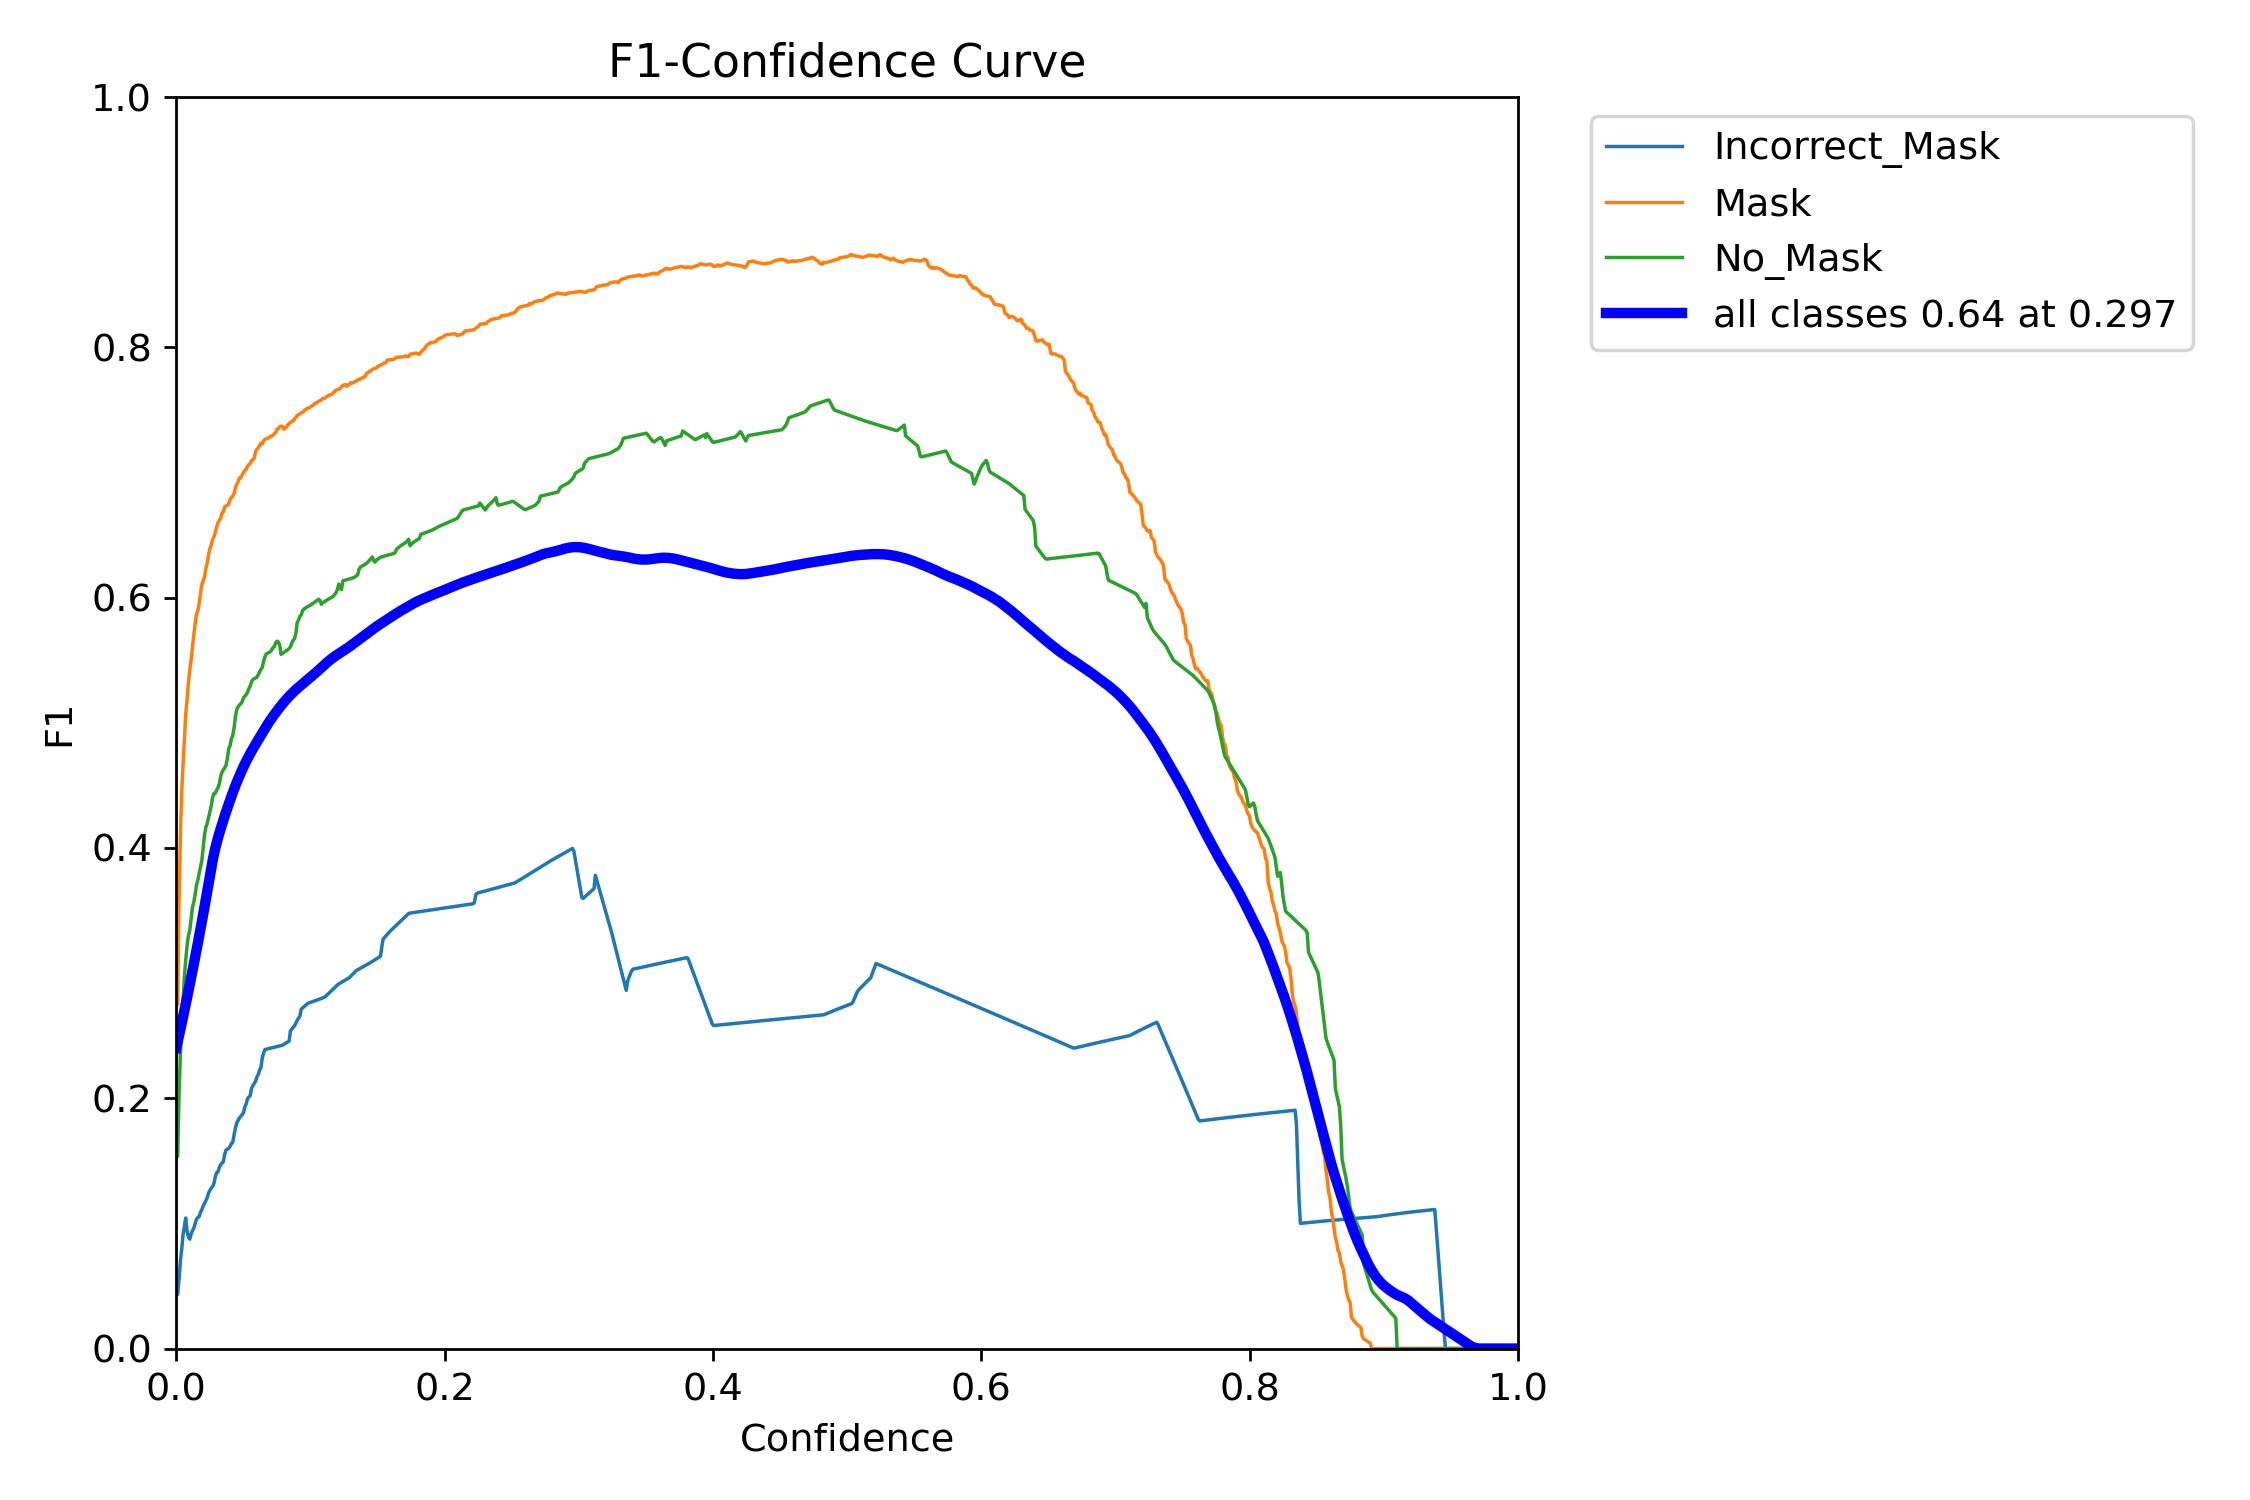 F1-Confidence Curve
1.0
0.8
0.6
0.4
0.2
0.0
F1
0.0 0.2 0.4 0.6 0.8 1.0
Confidence
Incorrect_Mask
Mask
No_Mask
all classes 0.64 at 0.297